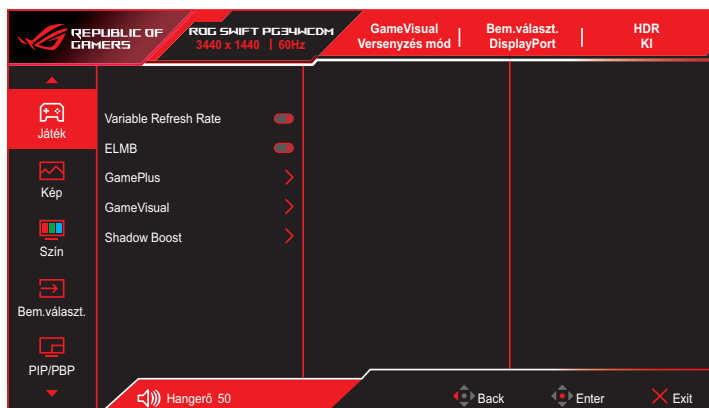 REPUBLIC OF
GAMERS
ROG SWIFT PG34WCDM
3440 x 1440 | 60Hz
GameVisual
Versenyzés mód
Bem.választ.
DisplayPort
HDR
KI
Játék
Kép
Szín
Bem.választ.
PIP/PBP
Variable Refresh Rate
ELMB
GamePlus
GameVisual
Shadow Boost
Hangerő 50
Back
Enter
Exit